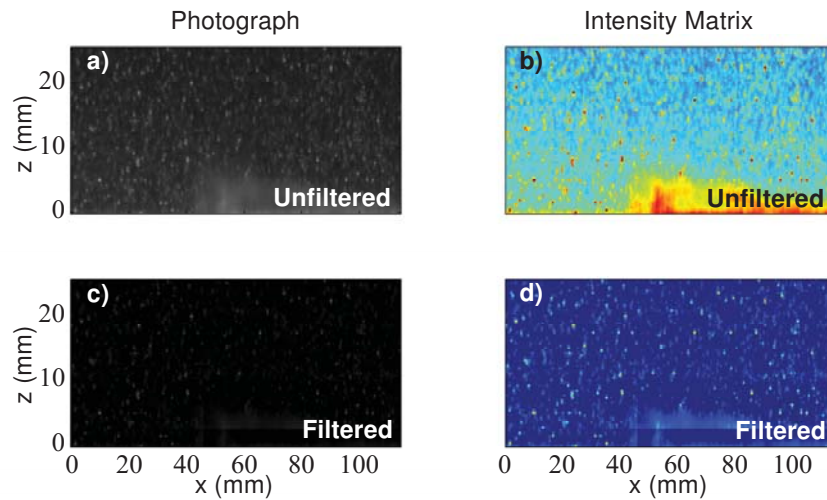 Photograph
Intensity Matrix
a)
b)
20
10
0
z (mm)
Unfiltered
Unfiltered
c)
d)
20
10
0
z (mm)
Filtered
Filtered
0 20 40 60 80 100
0 20 40 60 80 100
x (mm)
x (mm)